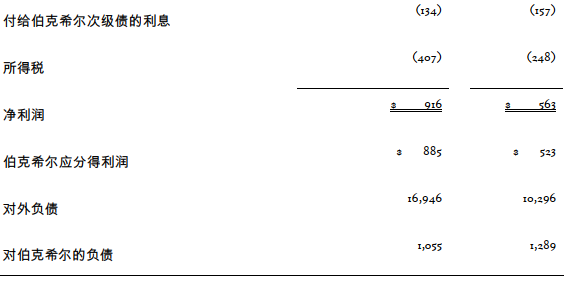 付给伯克希尔次级债的利息 (134) (157)
所得税 (407) (248)
净利润 $ 916 $ 563
伯克希尔应分得利润 $ 885 $ 523
对外负债 16,946 10,296
对伯克希尔的负债 1,055 1,289